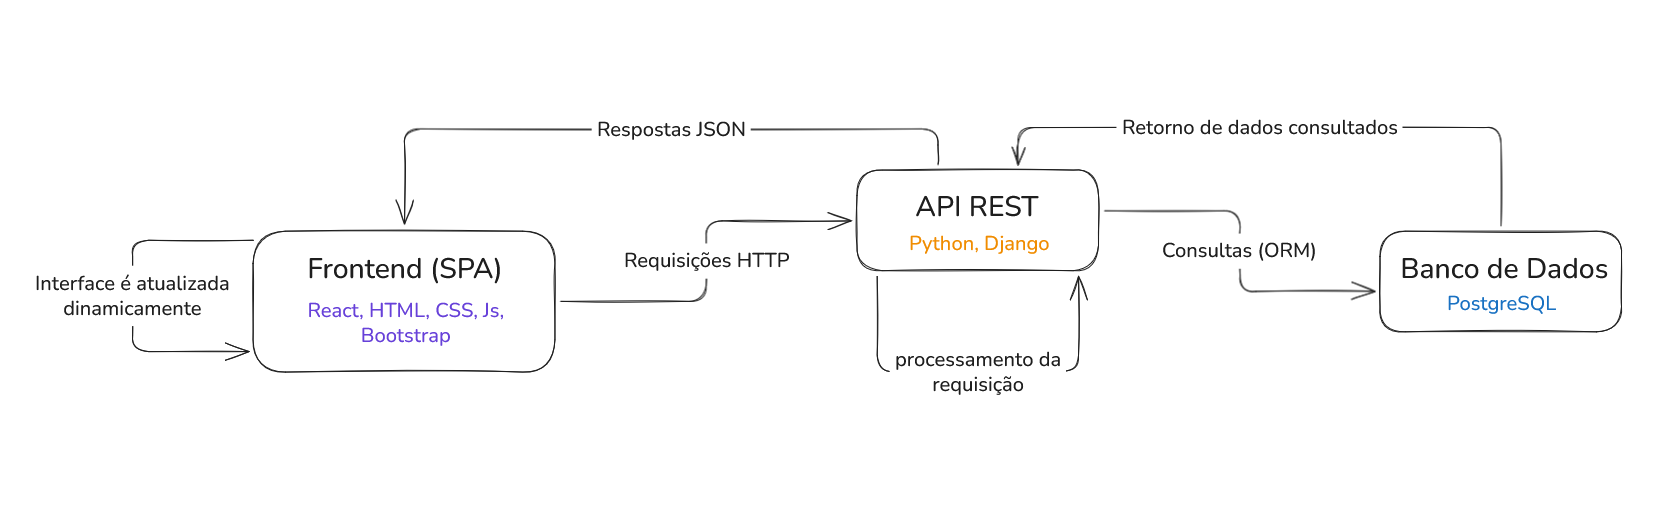 Respostas JSON
Retorno de dados consultados
API REST
Python, Django
Requisições HTTP
Consultas (ORM)
Interface é atualizada
dinamicamente
Frontend (SPA)
React, HTML, CSS, Js,
Bootstrap
Banco de Dados
PostgreSQL
processamento da
requisição